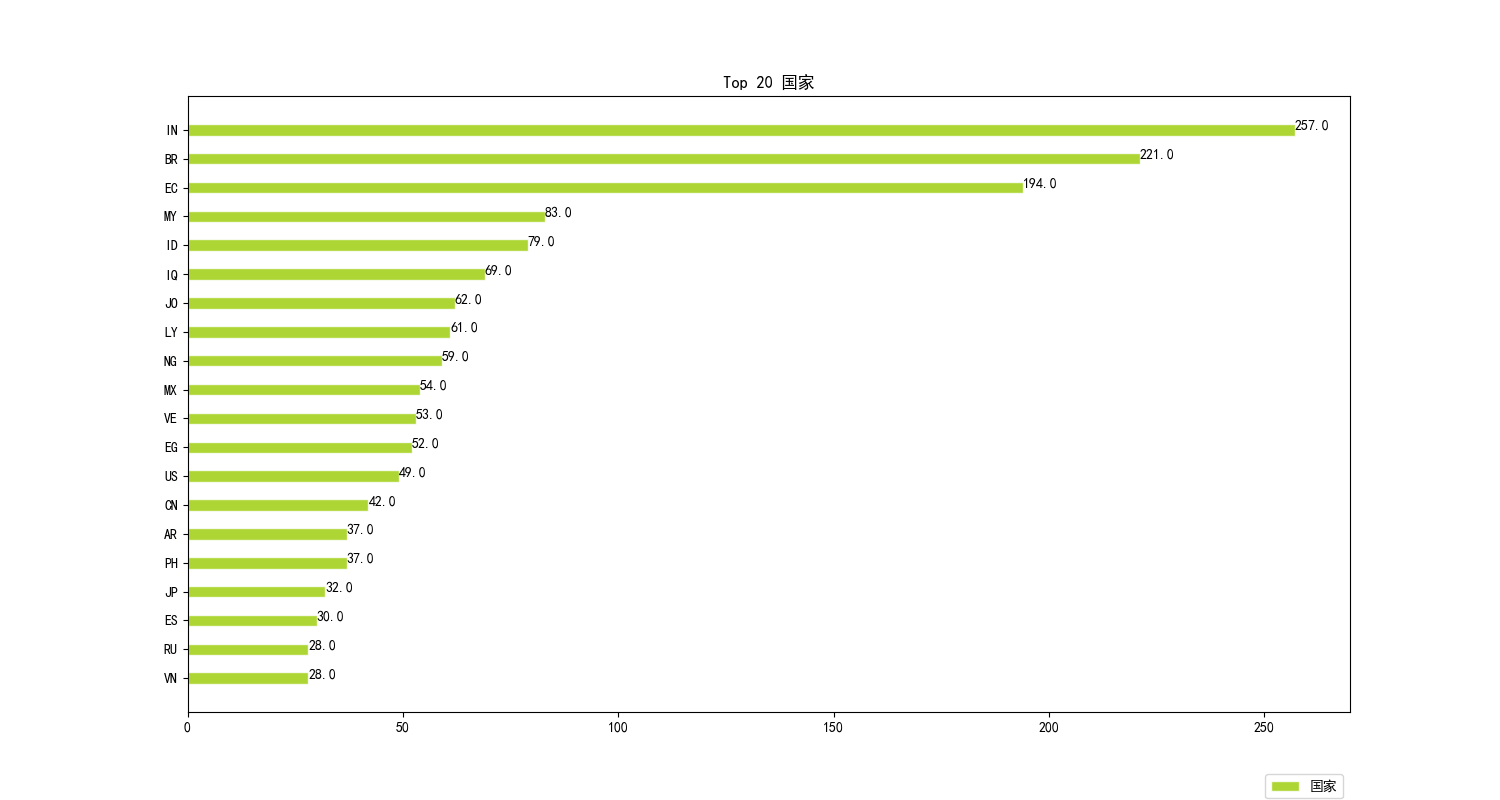 Top 20 国家
IN 257.0
BR 221.0
EC 194.0
MY 83.0
ID 79.0
IQ 69.0
JO 62.0
LY 61.0
NG 59.0
MX 54.0
VE 53.0
EG 52.0
US 49.0
CN 42.0
AR 37.0
PH 37.0
JP 32.0
ES 30.0
RU 28.0
VN 28.0
0 50 100 150 200 250
国家